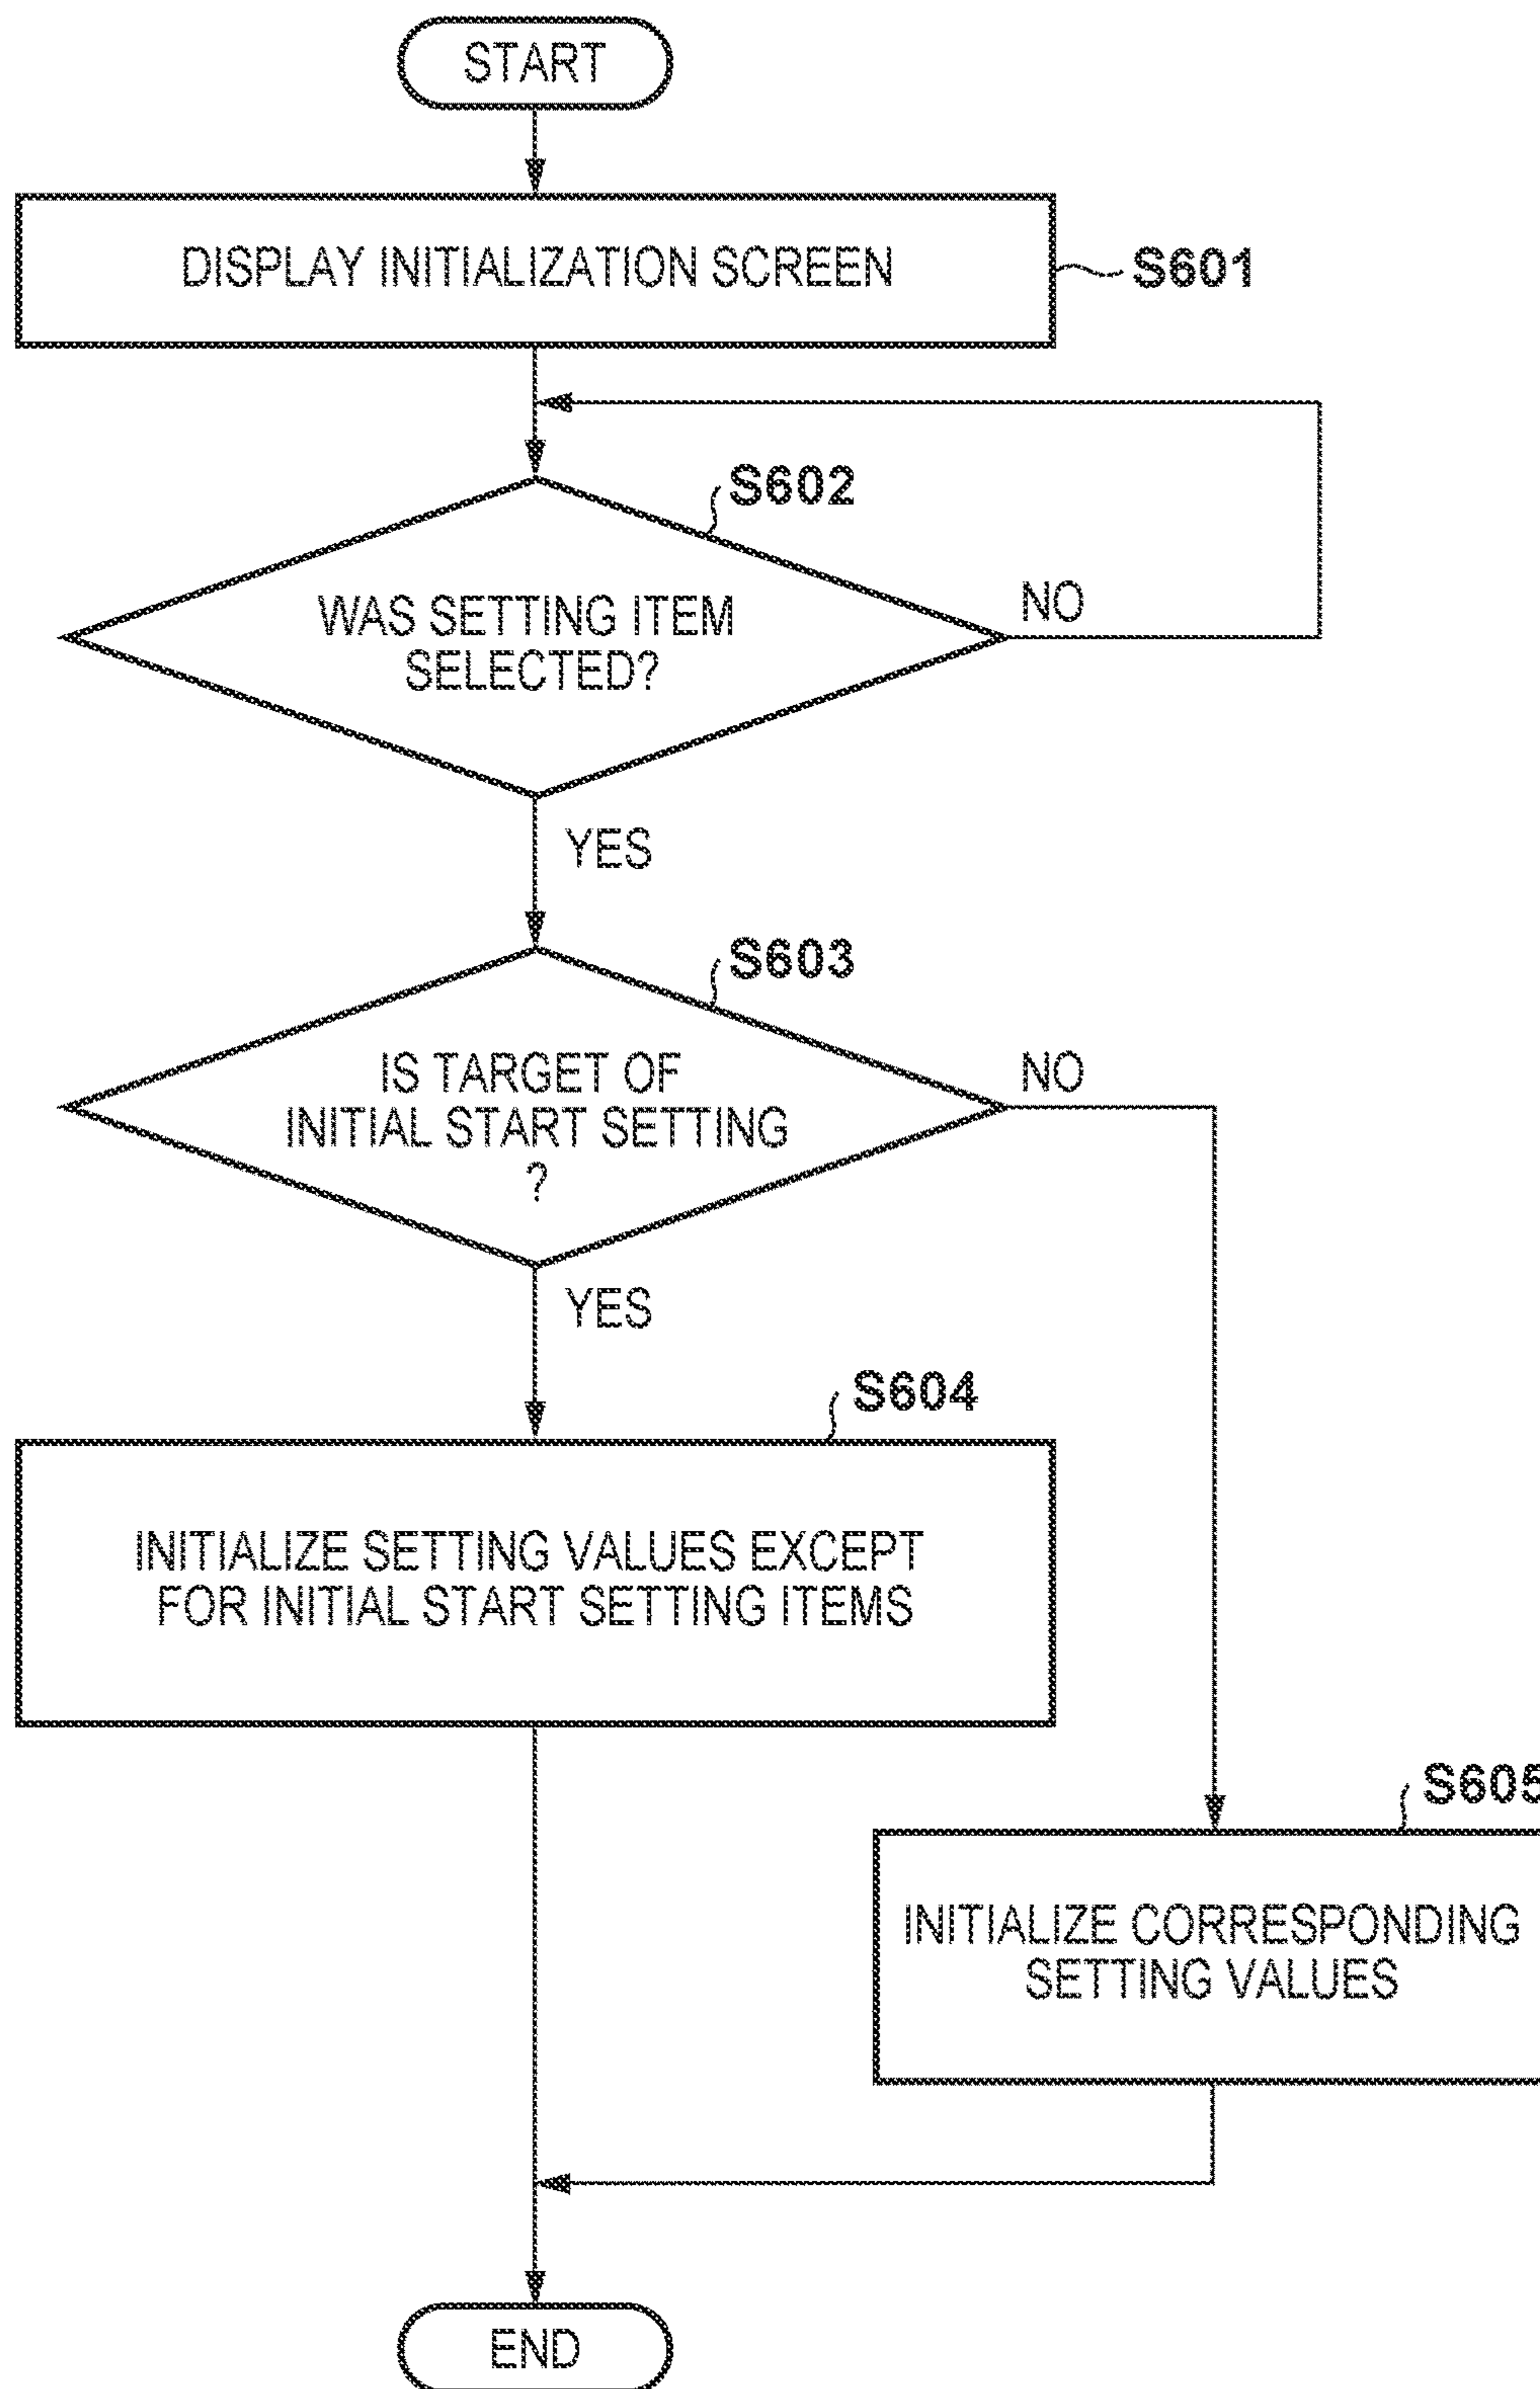 START
DISPLAY INITIALIZATION SCREEN
S601
S602
WAS SETTING ITEM
SELECTED?
NO
YES
S603
IS TARGET OF
INITIAL START SETTING
?
NO
YES
S604
INITIALIZE SETTING VALUES EXCEPT
FOR INITIAL START SETTING ITEMS
S605
INITIALIZE CORRESPONDING
SETTING VALUES
END